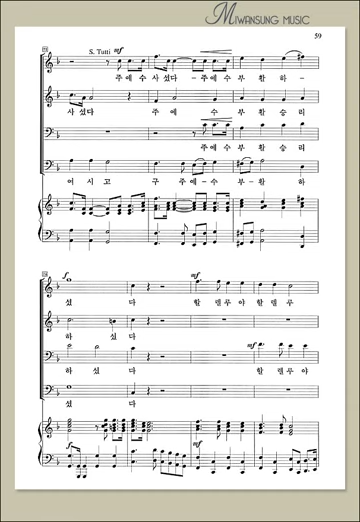 MIWANSUNG MUSIC
59
S. Tutti mf
주예수사셨다-주예수부활하-
사셨다 주예 수 부 활 승리
주예수부활승리
여시고 구주예-수-부-활-하
f
셨 다 할렐루야할렐루
하 셨 다
mf
하 셨 다 할렐루야
f
셨 다
mf